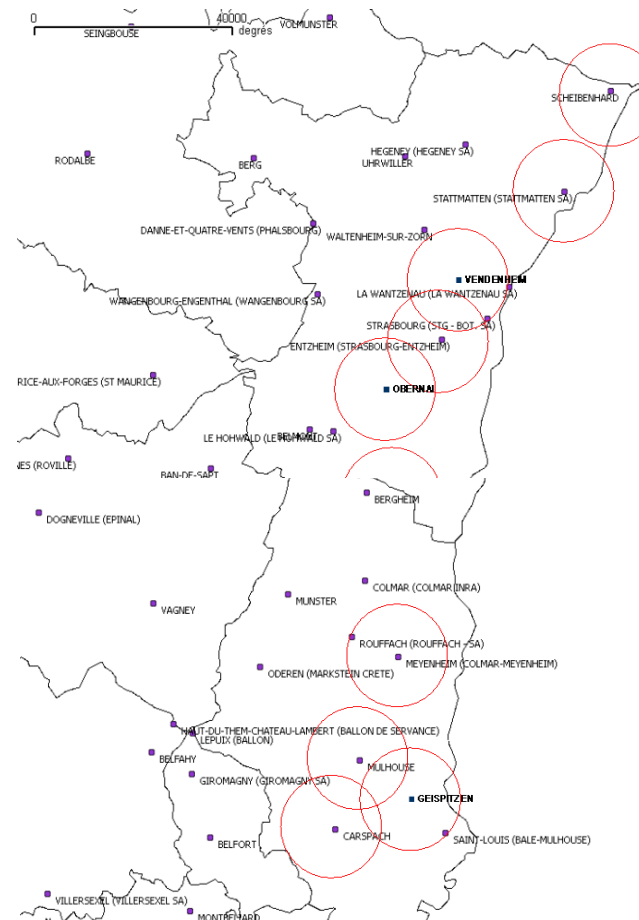 0 40000
degrés
SEINGBOUSE
VOLMUNSTER
SCHEIBENHARD
HEGENEY (HEGENEY SA)
UHRWILLER
RODALBE
BERG
STATTMATTEN (STATTMATTEN SA)
DANNE-ET-QUATRE-VENTS (PHALSBOURG)
WALTENHEIM-SUR-ZORN
VENDENHEIM
LA WANTZENAU (LA WANTZENAU SA)
WANGENBOURG-ENGENTHAL (WANGENBOURG SA)
STRASBOURG (STG - BOT. SA)
ENTZHEIM (STRASBOURG-ENTZHEIM)
RICE-AUX-FORGES (ST MAURICE)
OBERNAI
LE HOHWALD (LE HOHWALD SA)
BELMONT
NES (ROVILLE)
BAN-DE-SAPT
BERGHEIM
DOGNEVILLE (EPINAL)
COLMAR (COLMAR INRA)
MUNSTER
VAGNEY
ROUFFACH (ROUFFACH - SA)
MEYENHEIM (COLMAR-MEYENHEIM)
ODEREN (MARKSTEIN CRETE)
HAUT-DU-THEM-CHATEAU-LAMBERT (BALLON DE SERVANCE)
LEPUIX (BALLON)
BELFAHY
MULHOUSE
GIROMAGNY (GIROMAGNY SA)
GEISPITZEN
CARSPACH
SAINT-LOUIS (BALE-MULHOUSE)
BELFORT
VILLERSEXEL (VILLERSEXEL SA)
MONTBELIARD